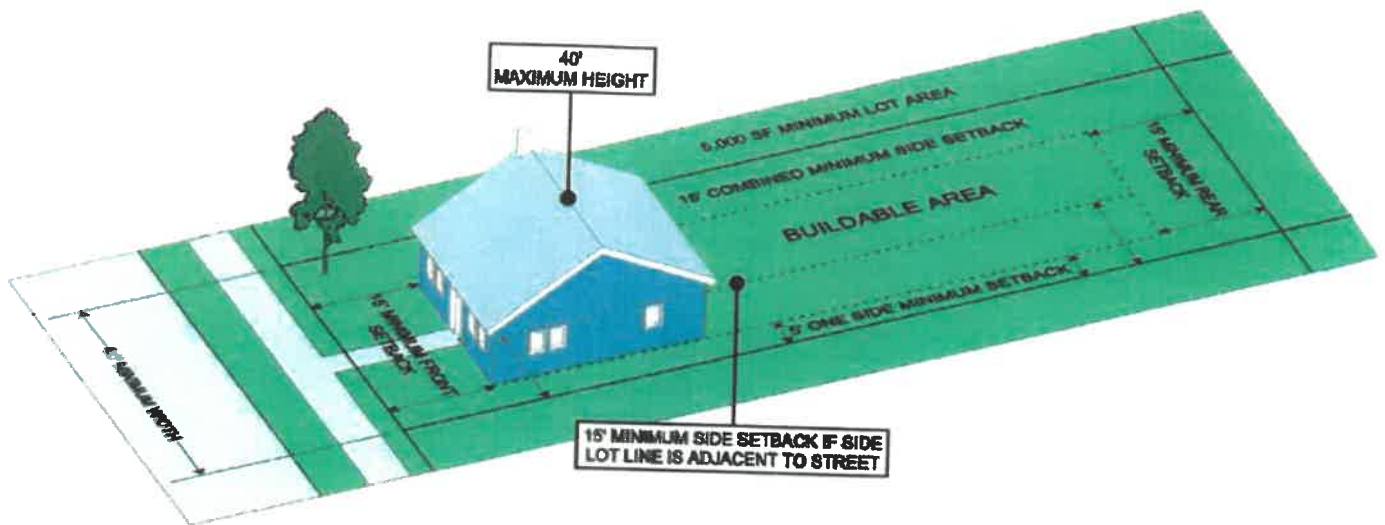 40'
MAXIMUM HEIGHT
5,000 SF MINIMUM LOT AREA
15' COMBINED MINIMUM SIDE SETBACK
15' MINIMUM REAR
SETBACK
BUILDABLE AREA
5' ONE SIDE MINIMUM SETBACK
15' MINIMUM FRONT
SETBACK
MINIMUM WIDTH
15' MINIMUM SIDE SETBACK IF SIDE
LOT LINE IS ADJACENT TO STREET